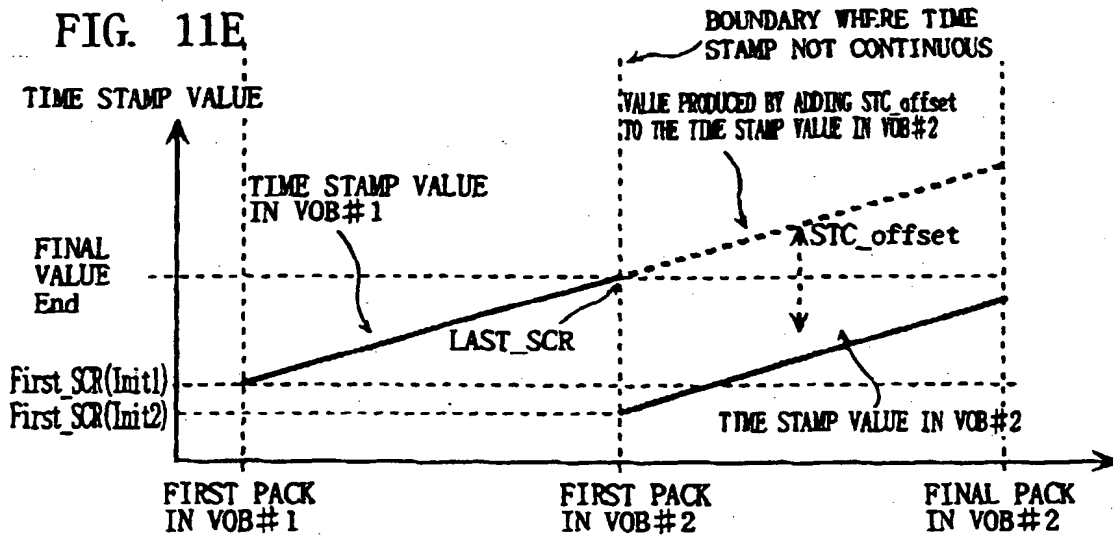 FIG. 11E
BOUNDARY WHERE TIME
STAMP NOT CONTINUOUS
TIME STAMP VALUE
VALUE PRODUCED BY ADDING STC_offset
TO THE TIME STAMP VALUE IN VOB#2
TIME STAMP VALUE
IN VOB#1
STC_offset
FINAL
VALUE
End
LAST_SCR
First_SCR(Init1)
First_SCR(Init2)
TIME STAMP VALUE IN VOB#2
FIRST PACK
IN VOB#1
FIRST PACK
IN VOB#2
FINAL PACK
IN VOB#2